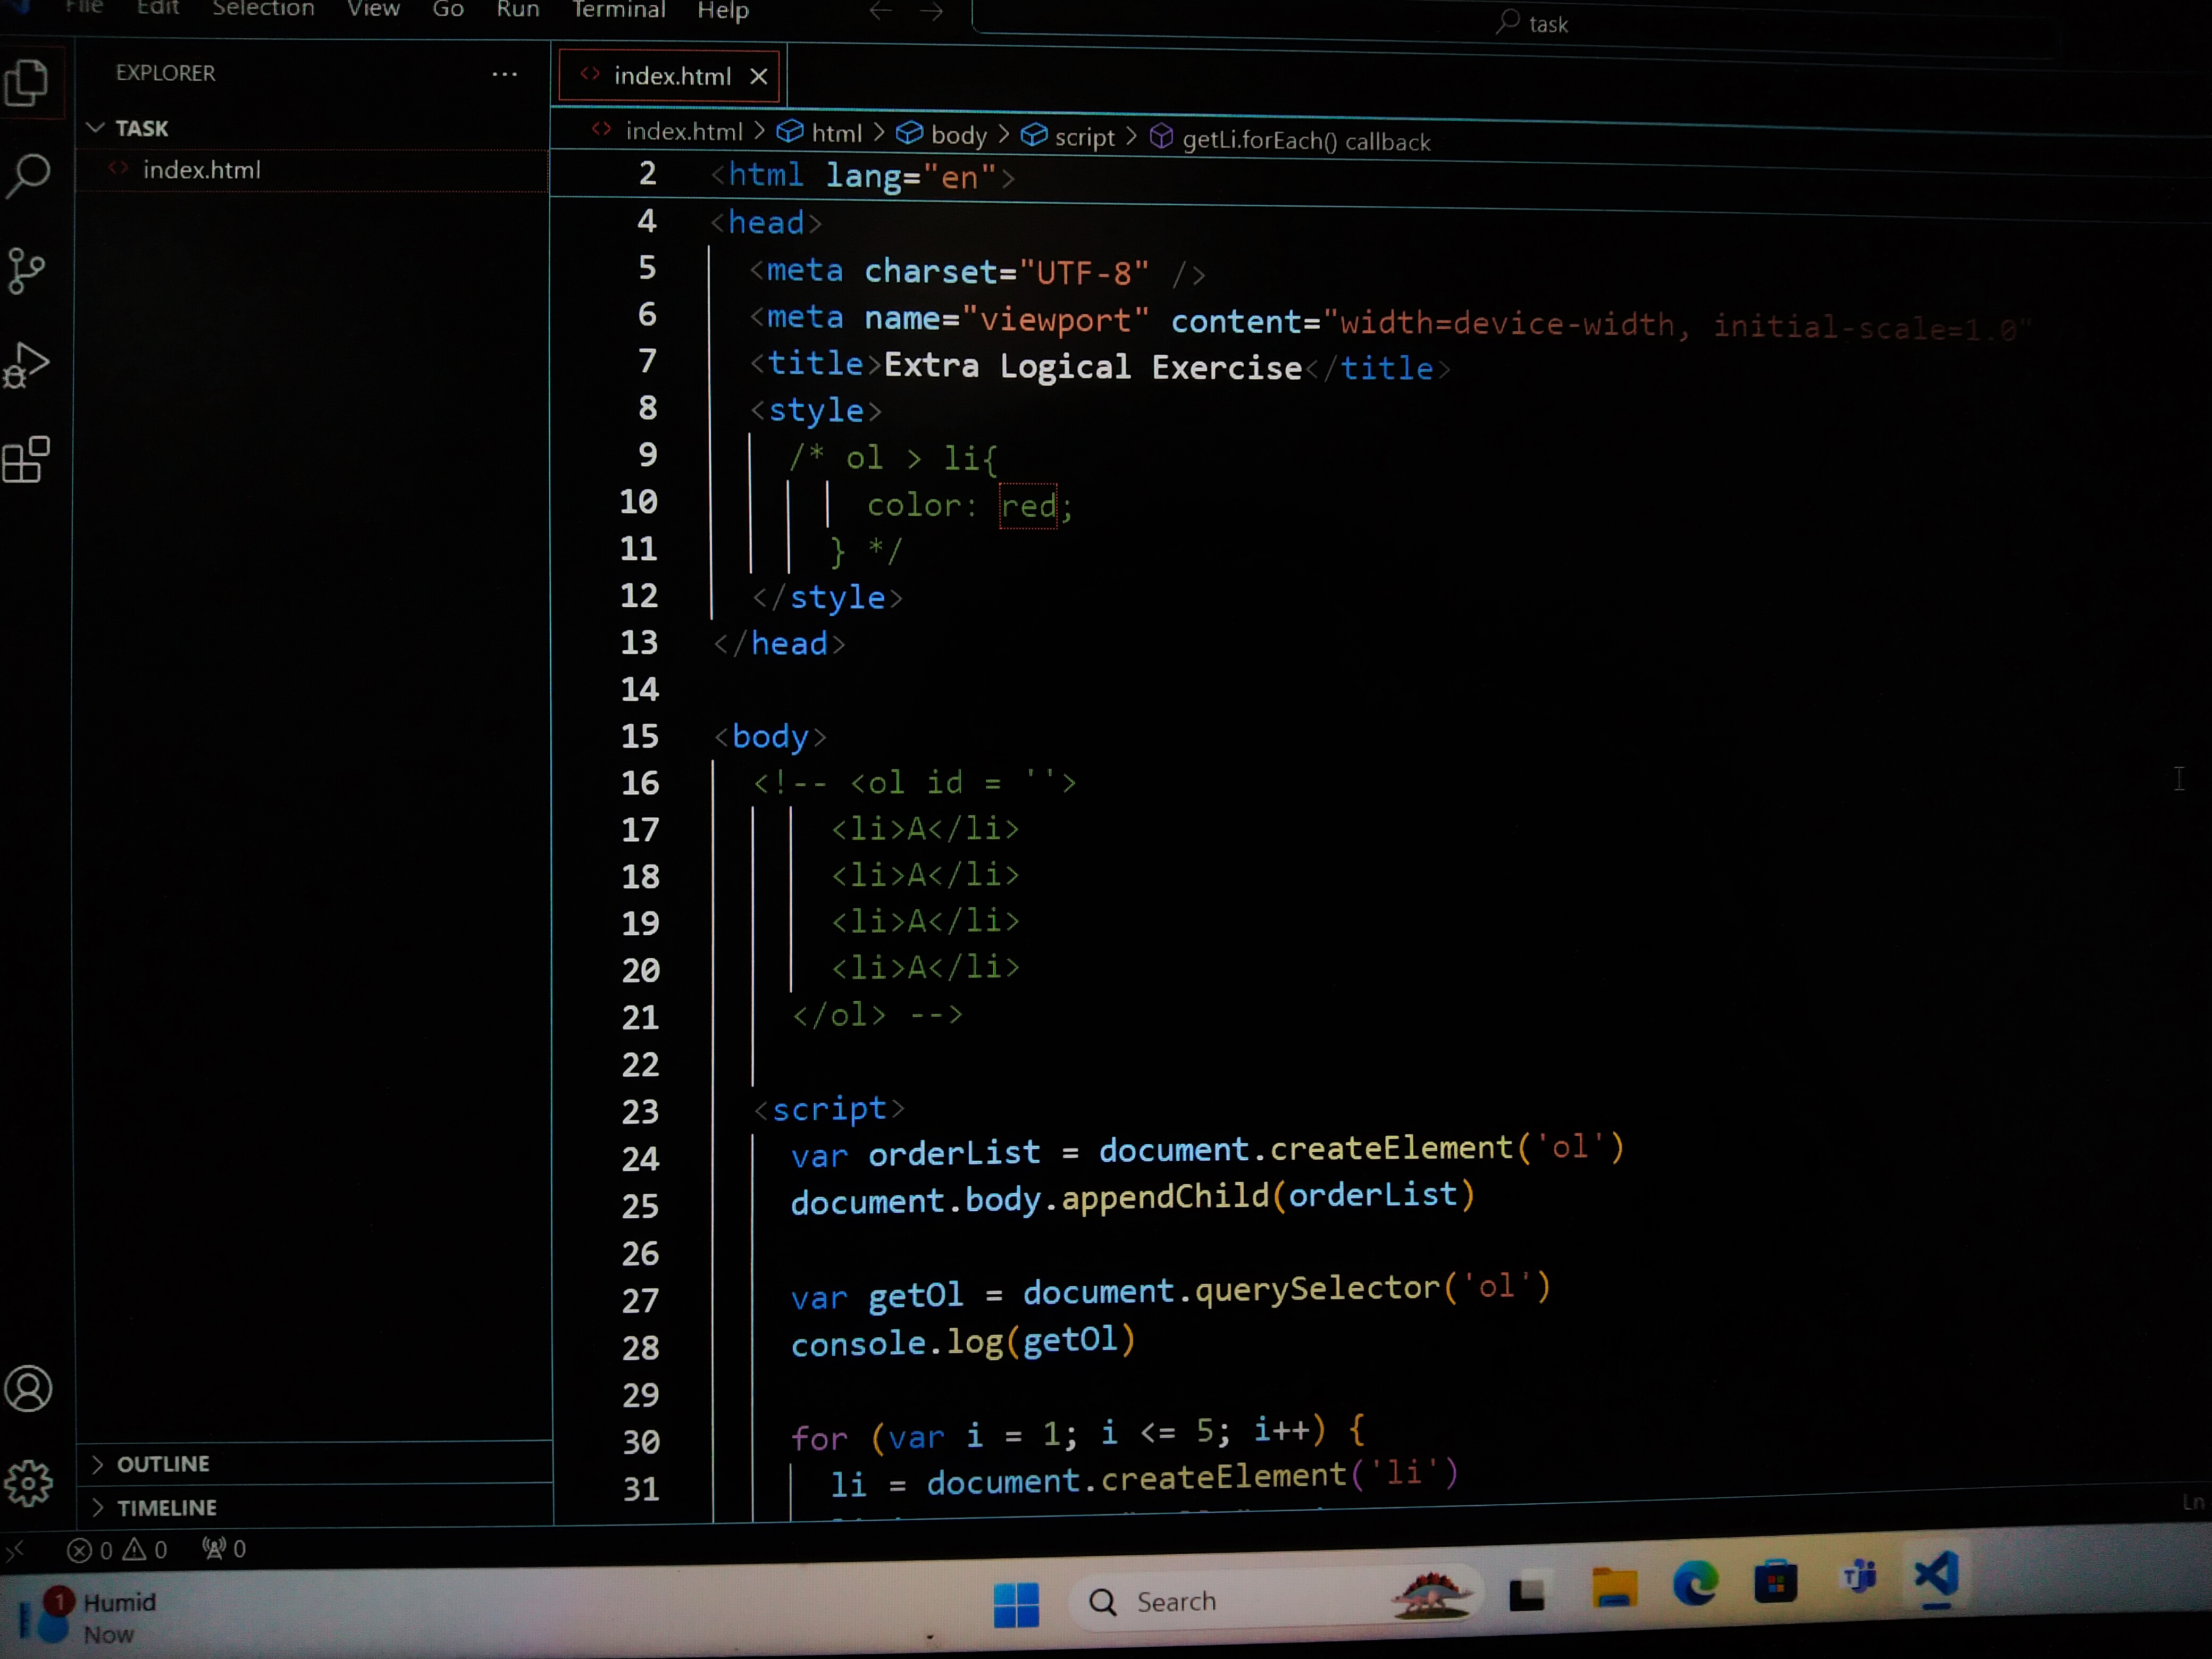 File Edit Selection View Go Run Terminal Help
task
EXPLORER
index.html
TASK
index.html
index.html > html > body > script > getLi.forEach() callback
2 <html lang="en">
4 <head>
5 <meta charset="UTF-8" />
6 <meta name="viewport" content="width=device-width, initial-scale=1.0"
7 <title>Extra Logical Exercise</title>
8 <style>
9 /* ol > li{
10 color: red;
11 } */
12 </style>
13 </head>
14
15 <body>
16 <!-- <ol id = ''>
17 <li>A</li>
18 <li>A</li>
19 <li>A</li>
20 <li>A</li>
21 </ol> -->
22
23 <script>
24 var orderList = document.createElement('ol')
25 document.body.appendChild(orderList)
26
27 var getOl = document.querySelector('ol')
28 console.log(getOl)
29
30 for (var i = 1; i <= 5; i++) {
31 li = document.createElement('li')
OUTLINE
TIMELINE
0 0 0
Ln
1
Humid
Now
Search